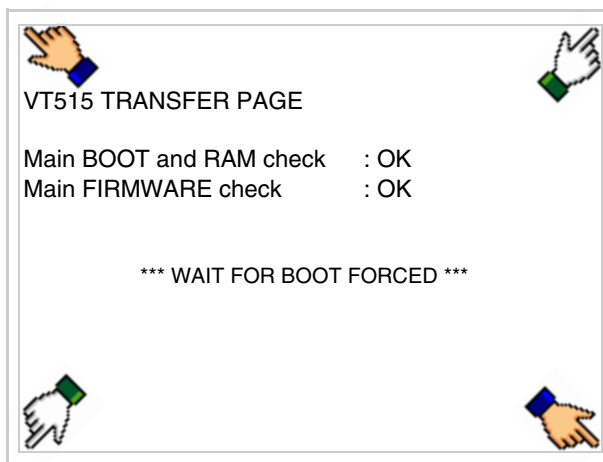 VT515 TRANSFER PAGE
Main BOOT and RAM check : OK
Main FIRMWARE check : OK
*** WAIT FOR BOOT FORCED ***